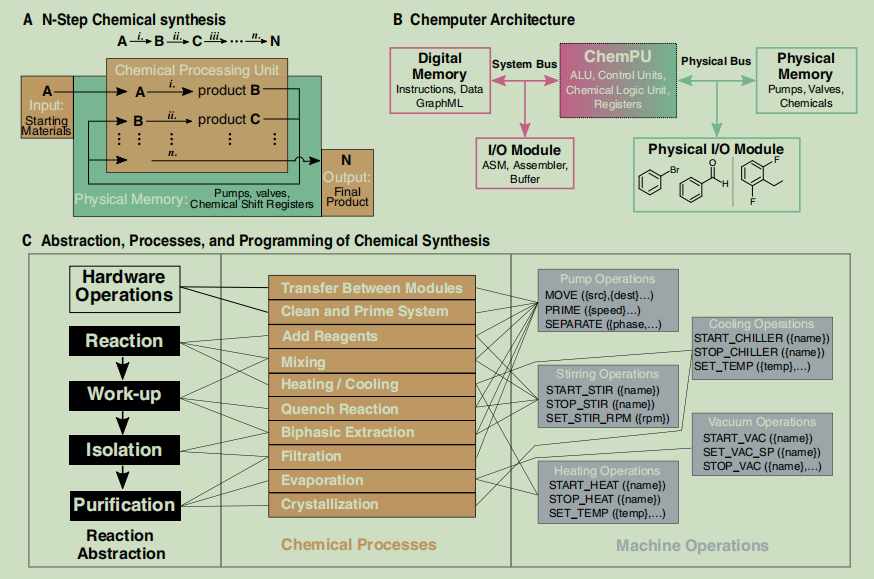 A N-Step Chemical synthesis
A i. B ii. C iii ··· n. N
Chemical Processing Unit
A
Input:
Starting
Materials
A i. product B
B ii. product C
n.
N
Output:
Final
Product
Physical Memory: Pumps, valves,
Chemical Shift Registers
B Chemputer Architecture
Digital
Memory
Instructions, Data
GraphML
System Bus
ChemPU
ALU, Control Units,
Chemical Logic Unit,
Registers
Physical Bus
Physical
Memory
Pumps, Valves,
Chemicals
I/O Module
ASM, Assembler,
Buffer
Physical I/O Module
Br
O
H
F
F
C Abstraction, Processes, and Programming of Chemical Synthesis
Hardware
Operations
Reaction
Work-up
Isolation
Purification
Reaction
Abstraction
Transfer Between Modules
Clean and Prime System
Add Reagents
Mixing
Heating / Cooling
Quench Reaction
Biphasic Extraction
Filtration
Evaporation
Crystallization
Chemical Processes
Pump Operations
MOVE ({src},{dest}...)
PRIME ({speed}...)
SEPARATE ({phase,...)
Cooling Operations
START_CHILLER ({name})
STOP_CHILLER ({name})
SET_TEMP ({temp},...)
Stirring Operations
START_STIR ({name})
STOP_STIR ({name})
SET_STIR_RPM ({rpm})
Vacuum Operations
START_VAC ({name})
SET_VAC_SP ({name})
STOP_VAC ({name},...)
Heating Operations
START_HEAT ({name})
STOP_HEAT ({name})
SET_TEMP ({temp},...)
Machine Operations